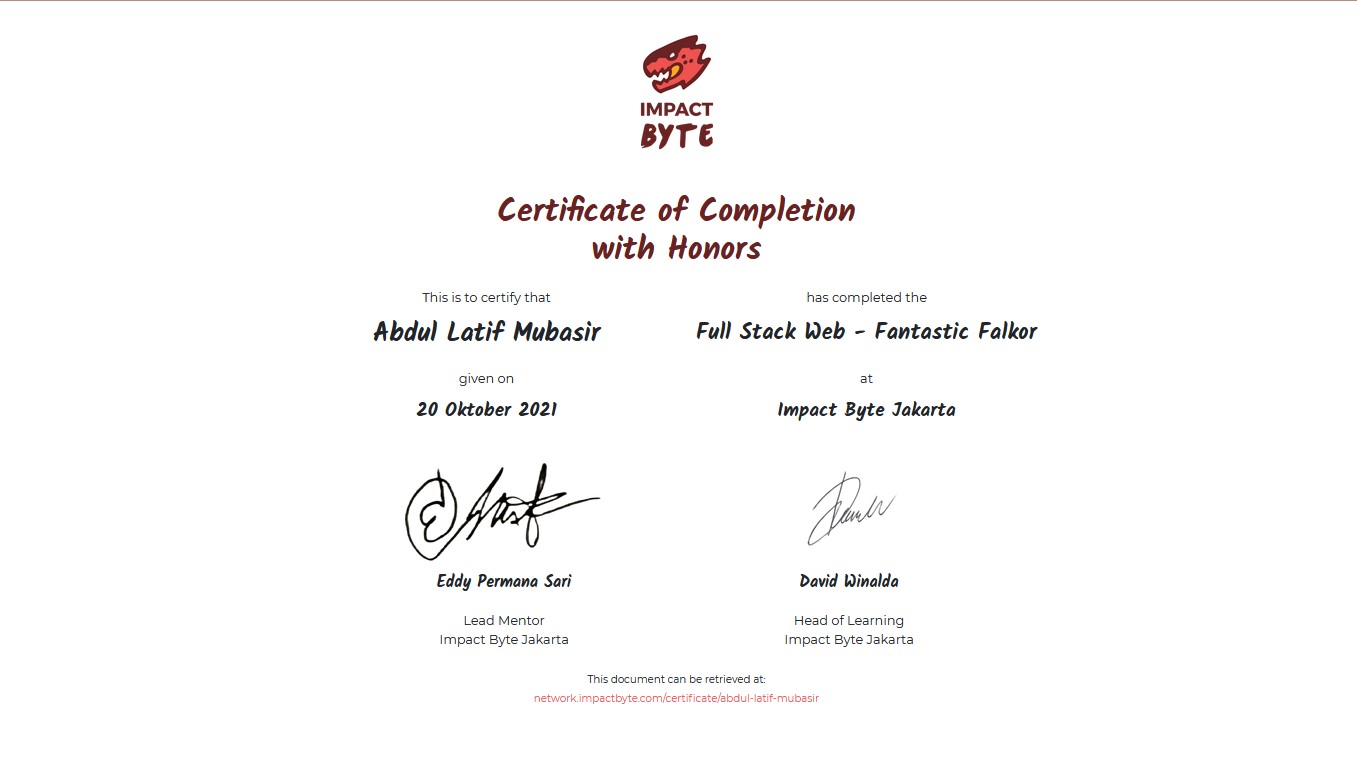 IMPACT
BYTE
Certificate of Completion
with Honors
This is to certify that
Abdul Latif Mubasir
given on
20 Oktober 2021
has completed the
Full Stack Web - Fantastic Falkor
at
Impact Byte Jakarta
Eddy Permana Sari
Lead Mentor
Impact Byte Jakarta
David Winalda
Head of Learning
Impact Byte Jakarta
This document can be retrieved at:
network.impactbyte.com/certificate/abdul-latif-mubasir